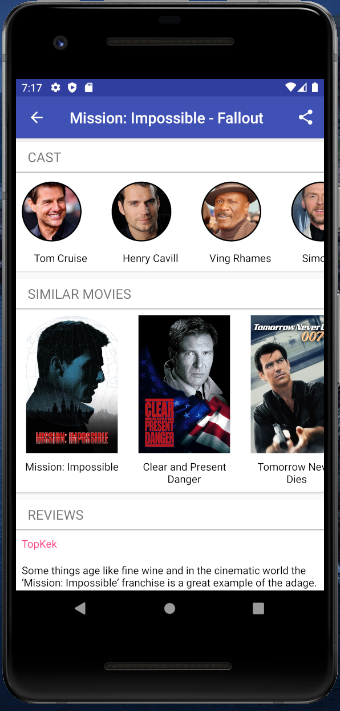 7:17
Mission: Impossible - Fallout
CAST
Tom Cruise
Henry Cavill
Ving Rhames
Simo
SIMILAR MOVIES
MISSION: IMPOSSIBLE
CLEAR
AND
PRESENT
DANGER
Tomorrow Never
007
Mission: Impossible
Clear and Present
Danger
Tomorrow Nev
Dies
REVIEWS
TopKek
Some things age like fine wine and in the cinematic world the
'Mission: Impossible' franchise is a great example of the adage.